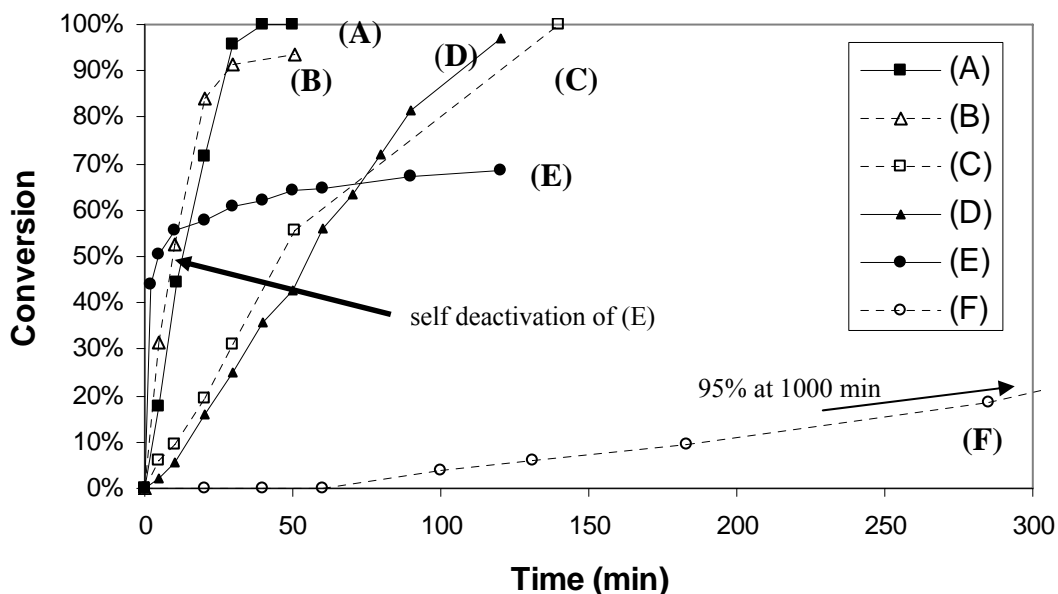 100%
90%
80%
70%
60%
50%
40%
30%
20%
10%
0%
Conversion
(A)
(B)
(D)
(C)
(E)
(F)
self deactivation of (E)
95% at 1000 min
(A)
(B)
(C)
(D)
(E)
(F)
0 50 100 150 200 250 300
Time (min)